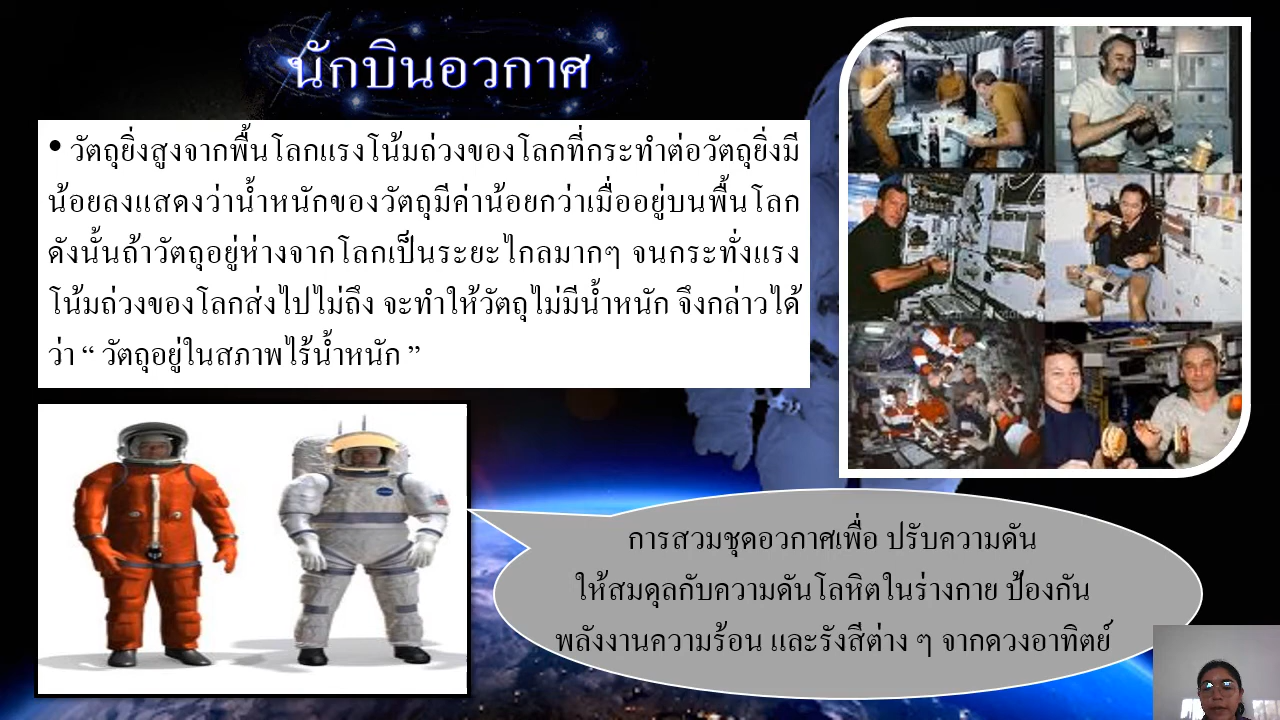 นักบินอวกาศ
• วัตถุยิ่งสูงจากพื้นโลกแรงโน้มถ่วงของโลกที่กระทำต่อวัตถุยิ่งมี
น้อยลงแสดงว่าน้ำหนักของวัตถุมีค่าน้อยกว่าเมื่ออยู่บนพื้นโลก
ดังนั้นถ้าวัตถุอยู่ห่างจากโลกเป็นระยะไกลมากๆ จนกระทั่งแรง
โน้มถ่วงของโลกส่งไปไม่ถึง จะทำให้วัตถุไม่มีน้ำหนัก จึงกล่าวได้
ว่า “ วัตถุอยู่ในสภาพไร้น้ำหนัก ”
การสวมชุดอวกาศเพื่อ ปรับความดัน
ให้สมดุลกับความดันโลหิตในร่างกาย ป้องกัน
พลังงานความร้อน และรังสีต่าง ๆ จากดวงอาทิตย์